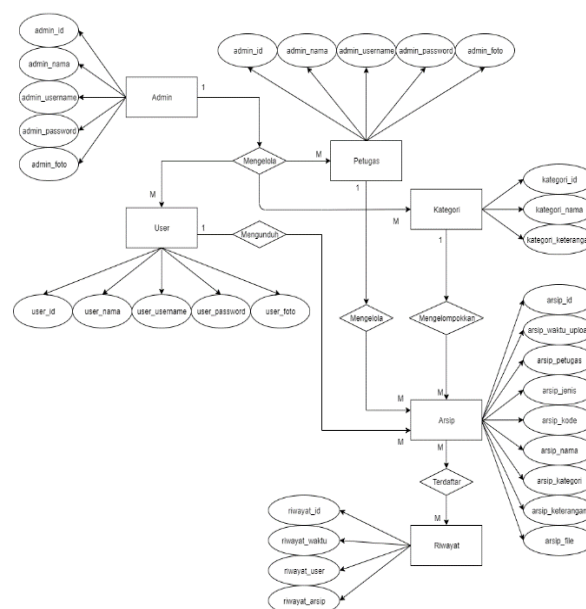 admin_id
admin_nama
admin_username
admin_password
admin_foto
Admin
1
admin_id
admin_nama
admin_username
admin_password
admin_foto
Mengelola
M
Petugas
M
1
User
1
Mengunduh
M
Kategori
1
kategori_id
kategori_nama
kategori_keterangan
user_id
user_nama
user_username
user_password
user_foto
Mengelola
Mengelompokkan
M
M
M
Arsip
M
arsip_id
arsip_waktu_upload
arsip_petugas
arsip_jenis
arsip_kode
arsip_nama
arsip_kategori
arsip_keterangan
arsip_file
Terdaftar
M
Riwayat
riwayat_id
riwayat_waktu
riwayat_user
riwayat_arsip